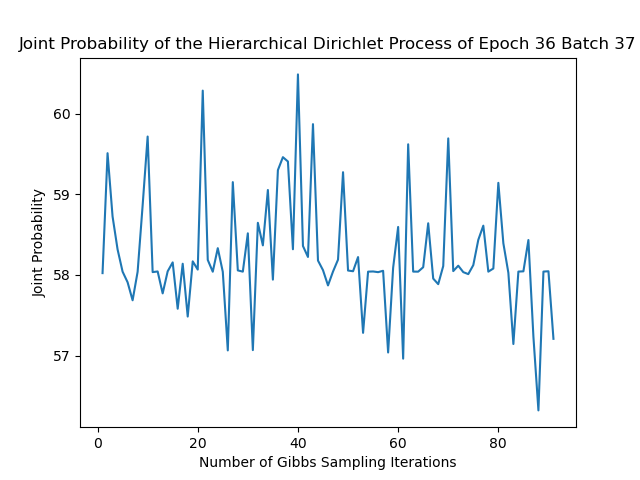 Joint Probability of the Hierarchical Dirichlet Process of Epoch 36 Batch 37
60
59
58
57
Joint Probability
0 20 40 60 80
Number of Gibbs Sampling Iterations